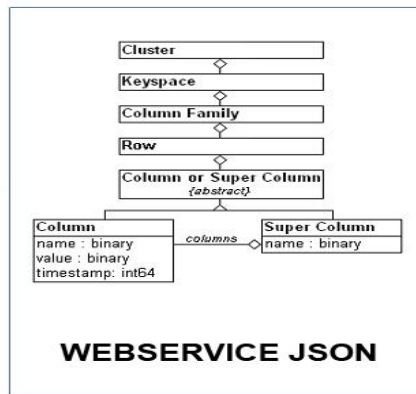 Cluster
Keyspace
Column Family
Row
Column or Super Column
{abstract}
Column
name : binary
value : binary
timestamp: int64
columns
Super Column
name : binary
WEBSERVICE JSON